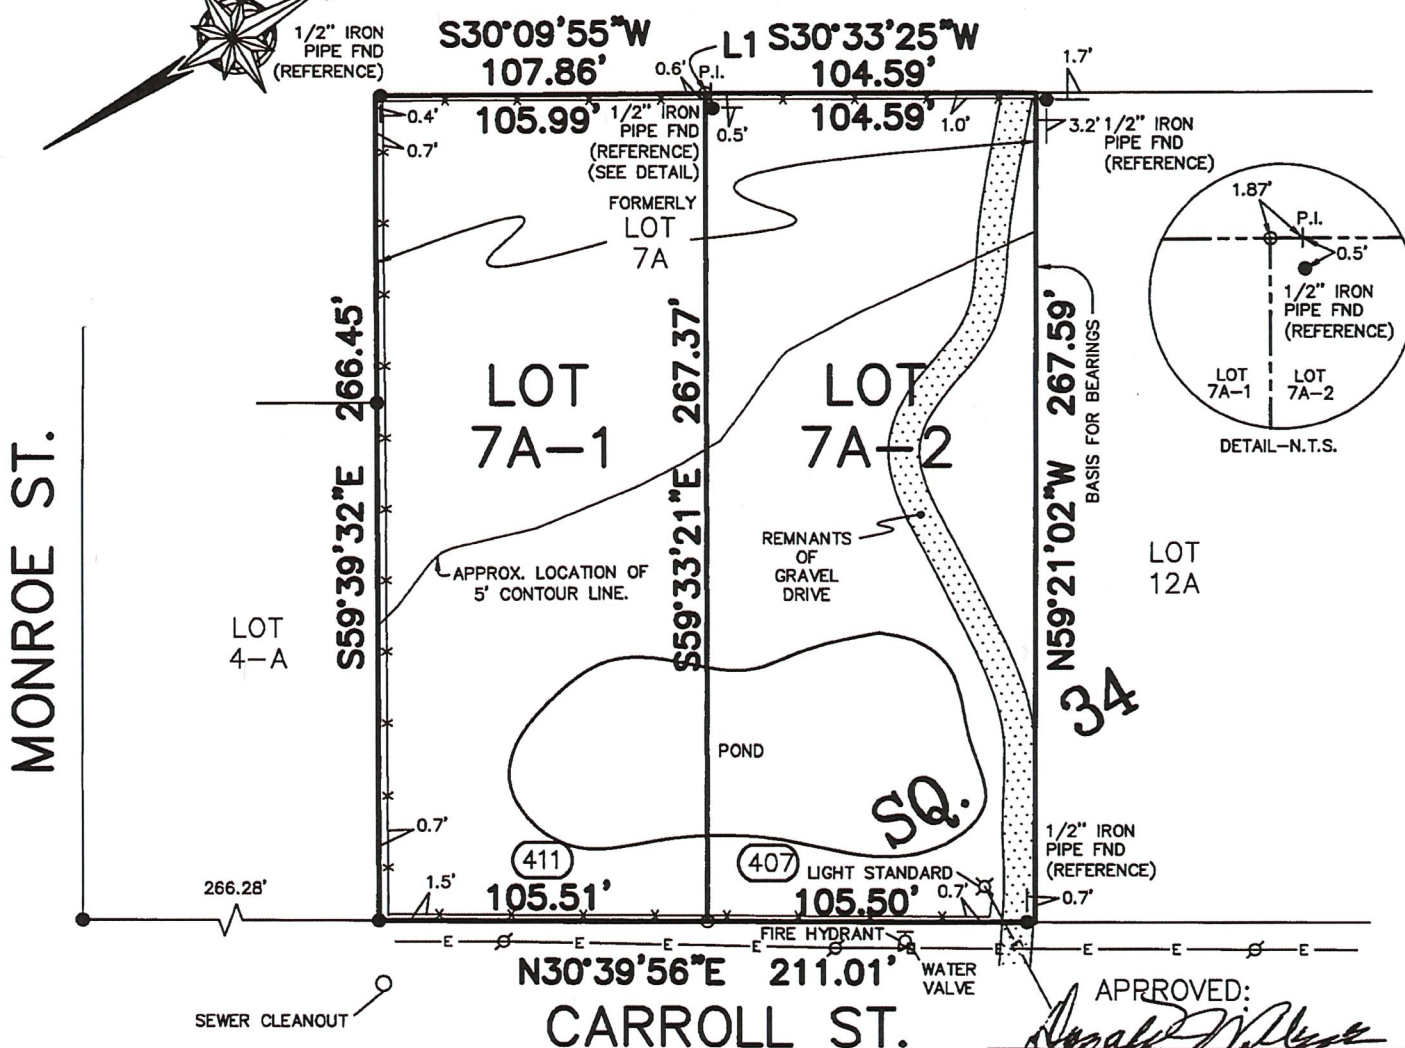 1/2" IRON
PIPE FND
(REFERENCE)
S30°09'55"W
107.86'
L1
S30°33'25"W
104.59'
0.6'
P.I.
1.7'
0.4'
0.7'
105.99'
1/2" IRON
PIPE FND
(REFERENCE)
(SEE DETAIL)
0.5'
104.59'
1.0'
3.2'
1/2" IRON
PIPE FND
(REFERENCE)
FORMERLY
LOT
7A
1.87'
P.I.
0.5'
1/2" IRON
PIPE FND
(REFERENCE)
LOT
7A-1
LOT
7A-2
DETAIL-N.T.S.
MONROE ST.
S59°39'32"E 266.45'
LOT
7A-1
S59°33'21"E 267.37'
LOT
7A-2
N59°21'02"W 267.59'
BASIS FOR BEARINGS
REMNANTS
OF
GRAVEL
DRIVE
APPROX. LOCATION OF
5' CONTOUR LINE.
LOT
4-A
LOT
12A
SQ. 34
POND
0.7'
411
407
LIGHT STANDARD
0.7'
1/2" IRON
PIPE FND
(REFERENCE)
0.7'
266.28'
1.5'
105.51'
105.50'
E E E E E E E E
FIRE HYDRANT
WATER
VALVE
N30°39'56"E 211.01'
SEWER CLEANOUT
CARROLL ST.
APPROVED: